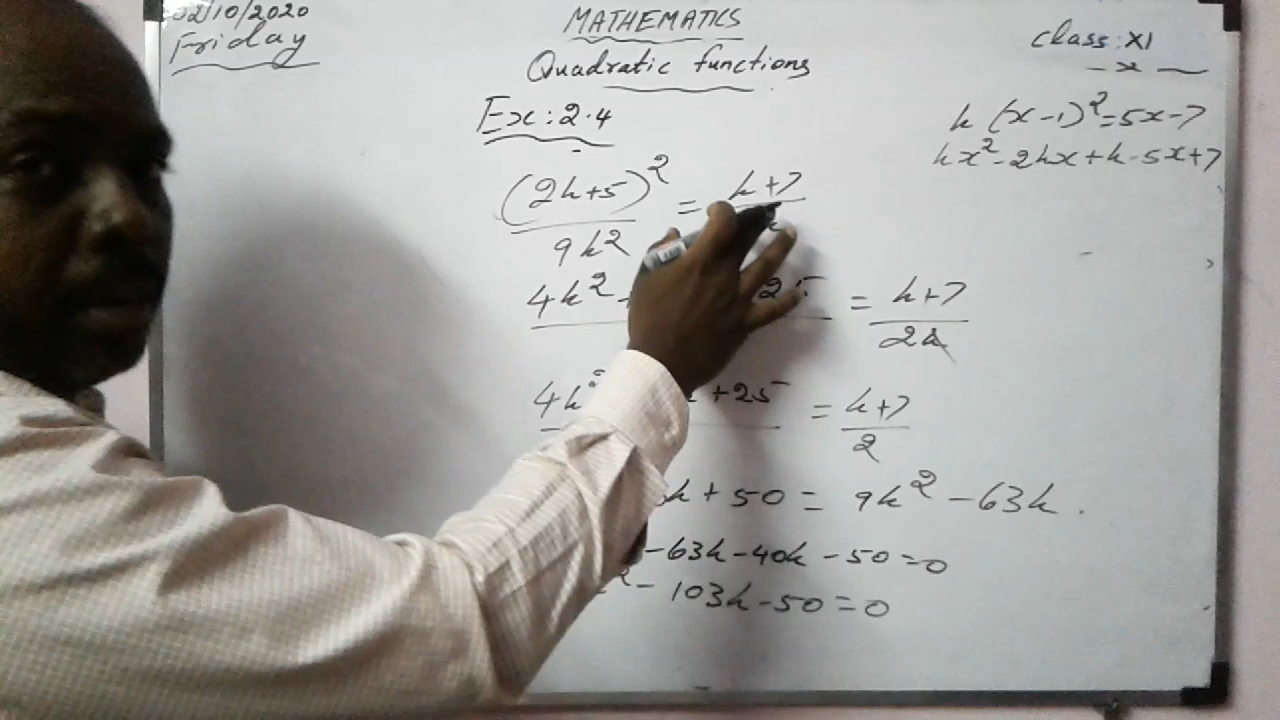 02/10/2020
Friday
MATHEMATICS
Quadratic functions
Class: XI
Ex: 2.4
k (x-1)² = 5x-7
kx² - 2kx + k - 5x + 7
(2k+5)² / 9k² = k+7
4k² 25 = k+7 / 2k
4k² + 25 = k+7 / 2
k + 50 = 9k² - 63k.
-63k - 40k - 50 = 0
- 103k - 50 = 0